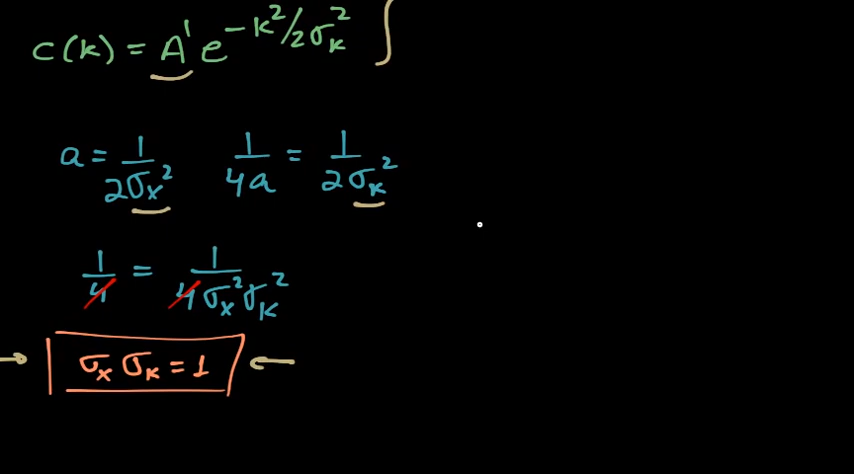 c(k) = A' e^{-k²/2σ_k²}
a = 1/2σ_x² 1/4a = 1/2σ_k²
1/4 = 1/4σ_x²σ_k²
→ σ_x σ_k = 1 ←